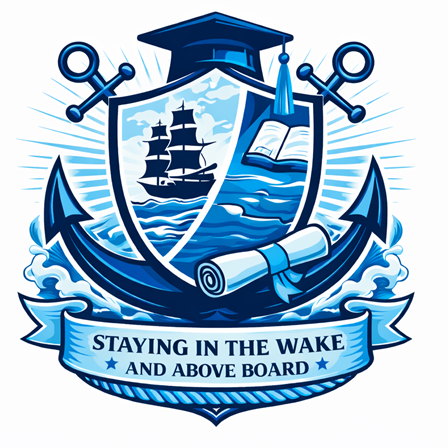 STAYING IN THE WAKE
AND ABOVE BOARD